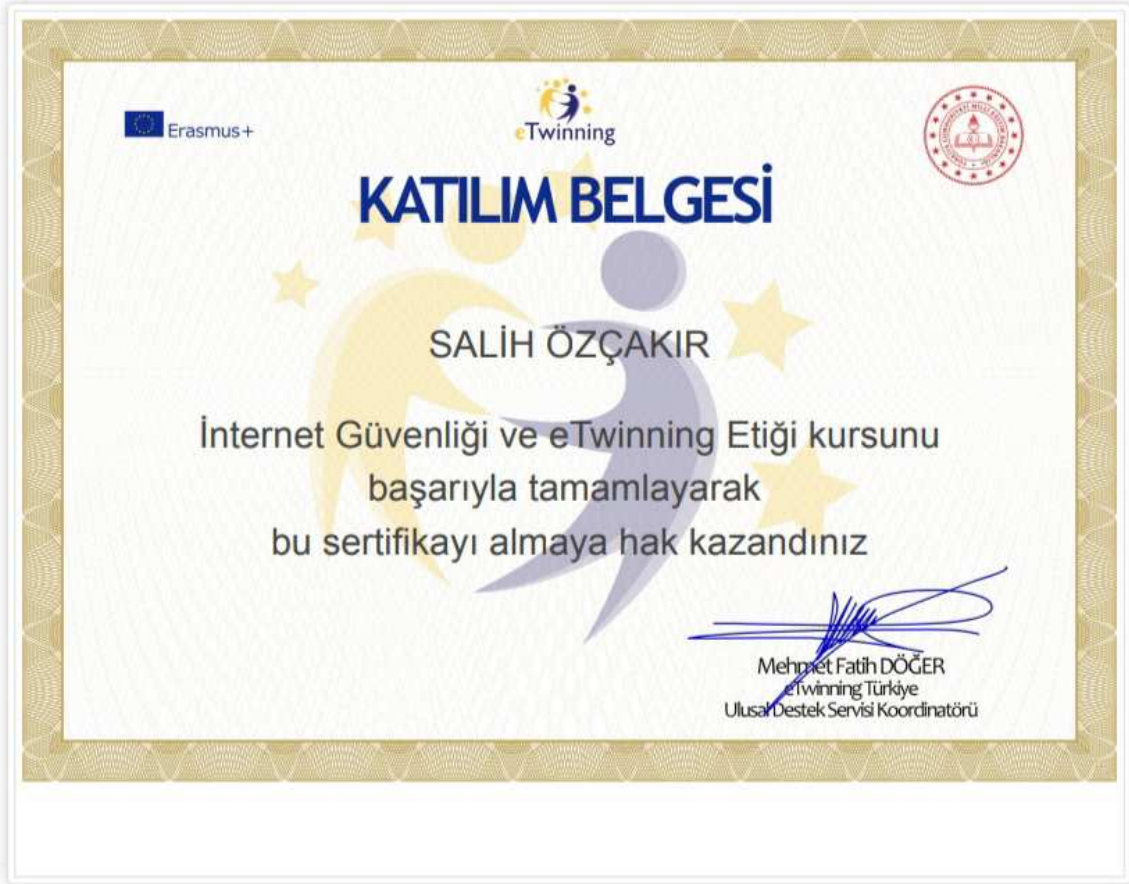 Erasmus+
eTwinning
KATILIM BELGESİ
SALİH ÖZÇAKIR
İnternet Güvenliği ve eTwinning Etiği kursunu
başarıyla tamamlayarak
bu sertifikayı almaya hak kazandınız
Mehmet Fatih DÖĞER
eTwinning Türkiye
Ulusal Destek Servisi Koordinatörü